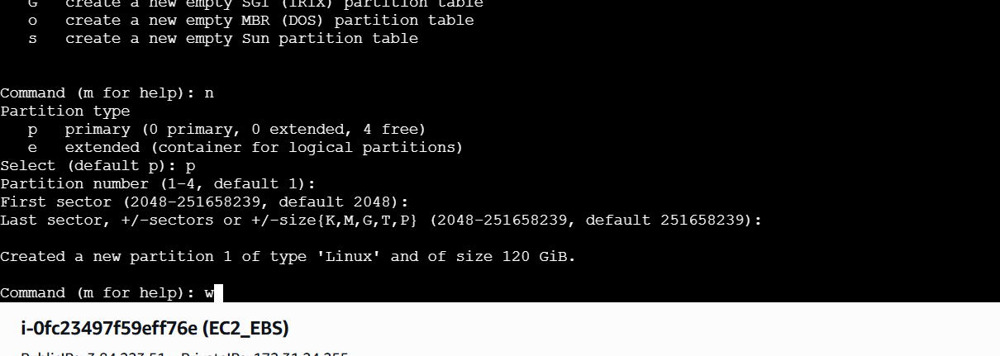 G   create a new empty SGI (IRIX) partition table
o   create a new empty MBR (DOS) partition table
s   create a new empty Sun partition table
Command (m for help): n
Partition type
p   primary (0 primary, 0 extended, 4 free)
e   extended (container for logical partitions)
Select (default p): p
Partition number (1-4, default 1):
First sector (2048-251658239, default 2048):
Last sector, +/-sectors or +/-size{K,M,G,T,P} (2048-251658239, default 251658239):
Created a new partition 1 of type 'Linux' and of size 120 GiB.
Command (m for help): w
i-0fc23497f59eff76e (EC2_EBS)